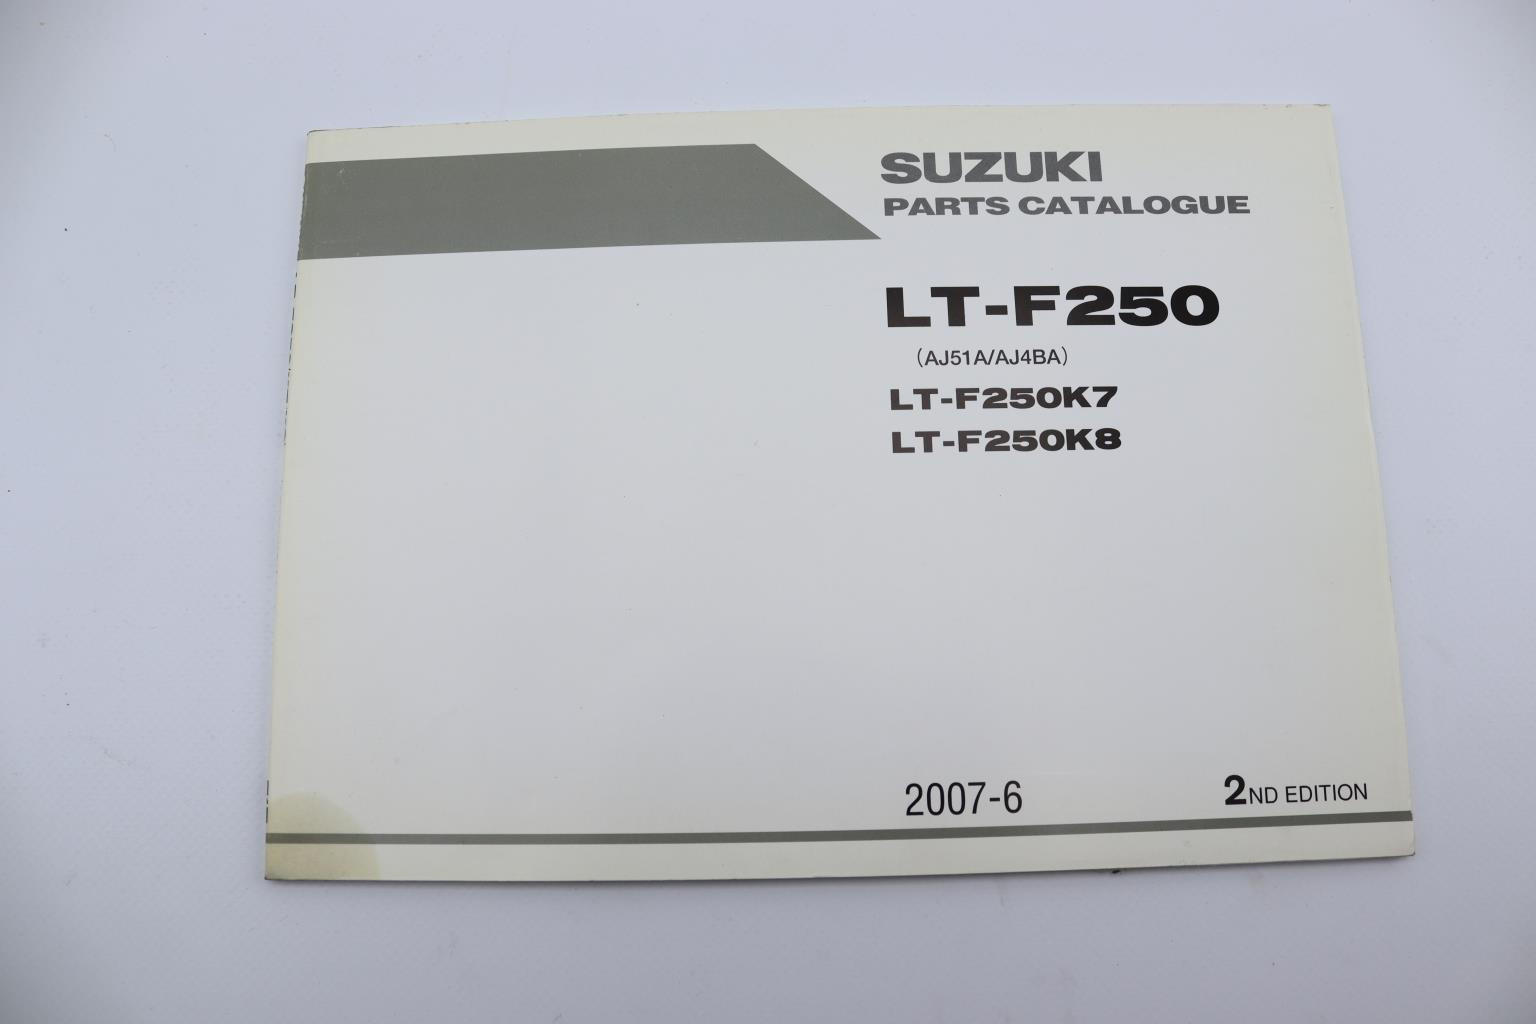 SUZUKI
PARTS CATALOGUE
LT-F250
(AJ51A/AJ4BA)
LT-F250K7
LT-F250K8
2007-6
2ND EDITION